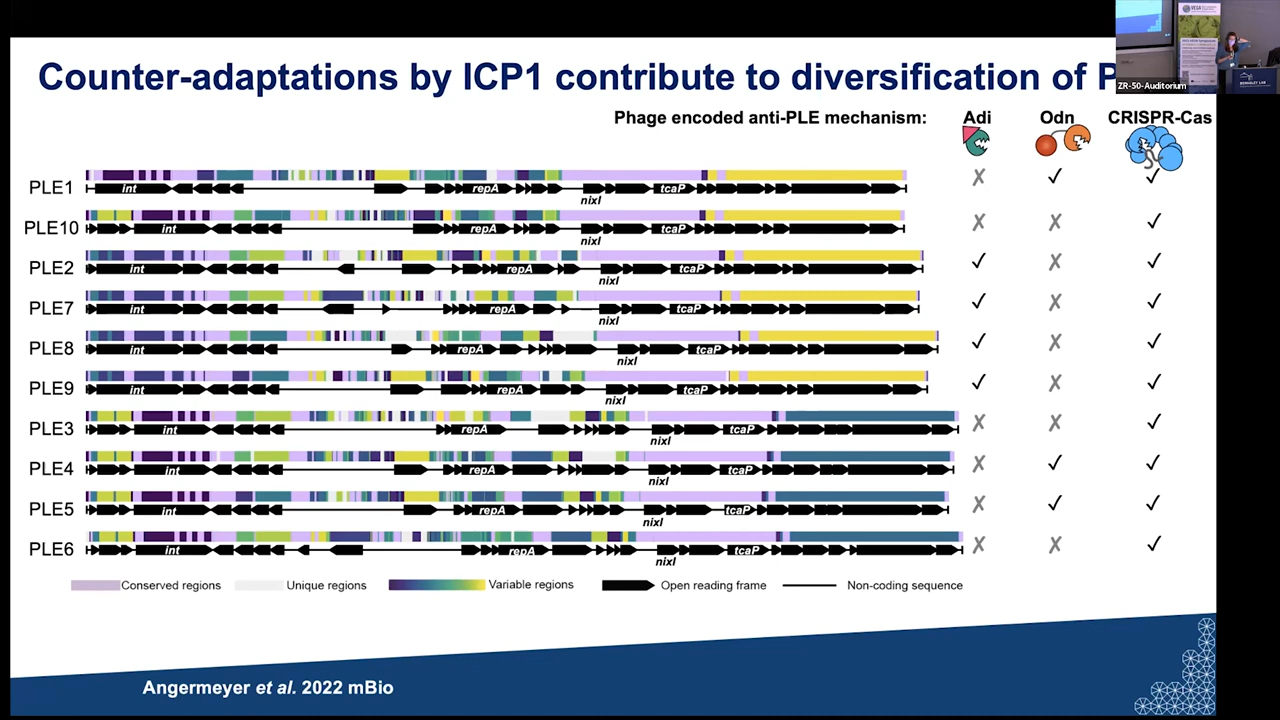 Counter-adaptations by ICP1 contribute to diversification of P
ZR-50-Auditorium
Phage encoded anti-PLE mechanism: Adi Odn CRISPR-Cas
PLE1 int repA tcaP ✗ ✓ ✓
nixI
PLE10 int repA tcaP ✗ ✗ ✓
nixI
PLE2 int repA tcaP ✓ ✗ ✓
nixI
PLE7 int repA tcaP ✓ ✗ ✓
nixI
PLE8 int repA tcaP ✓ ✗ ✓
nixI
PLE9 int repA tcaP ✓ ✗ ✓
nixI
PLE3 int repA tcaP ✗ ✗ ✓
nixI
PLE4 int repA tcaP ✗ ✓ ✓
nixI
PLE5 int repA tcaP ✗ ✓ ✓
nixI
PLE6 int repA tcaP ✗ ✗ ✓
nixI
Conserved regions Unique regions Variable regions Open reading frame Non-coding sequence
Angermeyer et al. 2022 mBio